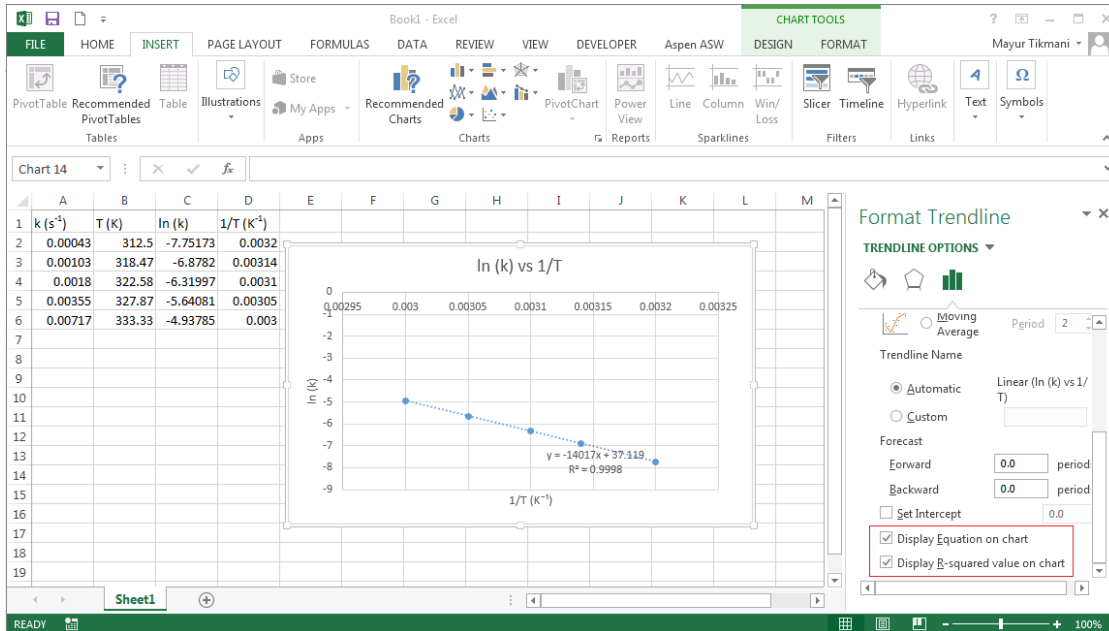 Book1 - Excel
CHART TOOLS
?
FILE HOME INSERT PAGE LAYOUT FORMULAS DATA REVIEW VIEW DEVELOPER Aspen ASW DESIGN FORMAT
Mayur Tikmani
PivotTable Recommended PivotTables Table
Tables
Illustrations
Store
My Apps
Apps
Recommended Charts
PivotChart
Charts
Power View
Reports
Line Column Win/ Loss
Sparklines
Slicer Timeline
Filters
Hyperlink
Links
A
Text
Ω
Symbols
Chart 14 fx
A B C D E F G H I J K L M
1 k (s⁻¹) T (K) ln (k) 1/T (K⁻¹)
2 0.00043 312.5 -7.75173 0.0032
3 0.00103 318.47 -6.8782 0.00314
4 0.0018 322.58 -6.31997 0.0031
5 0.00355 327.87 -5.64081 0.00305
6 0.00717 333.33 -4.93785 0.003
7
8
9
10
11
12
13
14
15
16
17
18
19
ln (k) vs 1/T
0
0.00295 0.003 0.00305 0.0031 0.00315 0.0032 0.00325
-1
-2
-3
-4
-5
-6
-7
-8
-9
ln (k)
y = -14017x + 37.119
R² = 0.9998
1/T (K⁻¹)
Format Trendline
TRENDLINE OPTIONS
Moving Average Period 2
Trendline Name
Automatic Linear (ln (k) vs 1/T)
Custom
Forecast
Forward 0.0 period
Backward 0.0 period
Set Intercept 0.0
Display Equation on chart
Display R-squared value on chart
Sheet1
READY
100%